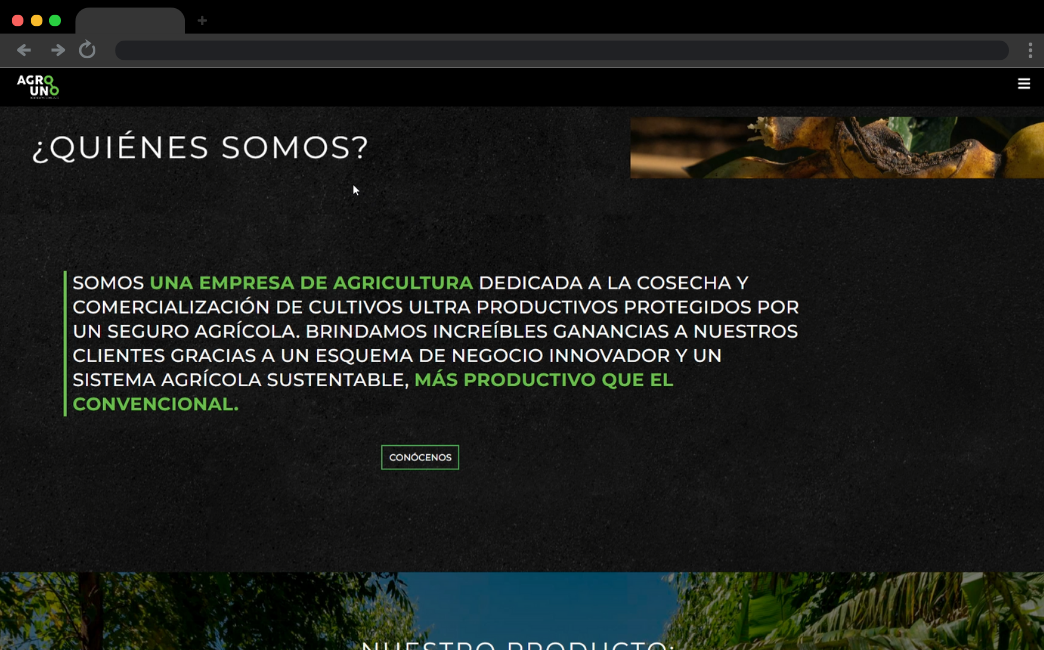 AGRO
UNO
¿QUIÉNES SOMOS?
SOMOS UNA EMPRESA DE AGRICULTURA DEDICADA A LA COSECHA Y
COMERCIALIZACIÓN DE CULTIVOS ULTRA PRODUCTIVOS PROTEGIDOS POR
UN SEGURO AGRÍCOLA. BRINDAMOS INCREÍBLES GANANCIAS A NUESTROS
CLIENTES GRACIAS A UN ESQUEMA DE NEGOCIO INNOVADOR Y UN
SISTEMA AGRÍCOLA SUSTENTABLE, MÁS PRODUCTIVO QUE EL
CONVENCIONAL.
CONÓCENOS
NUESTRO PRODUCTO: